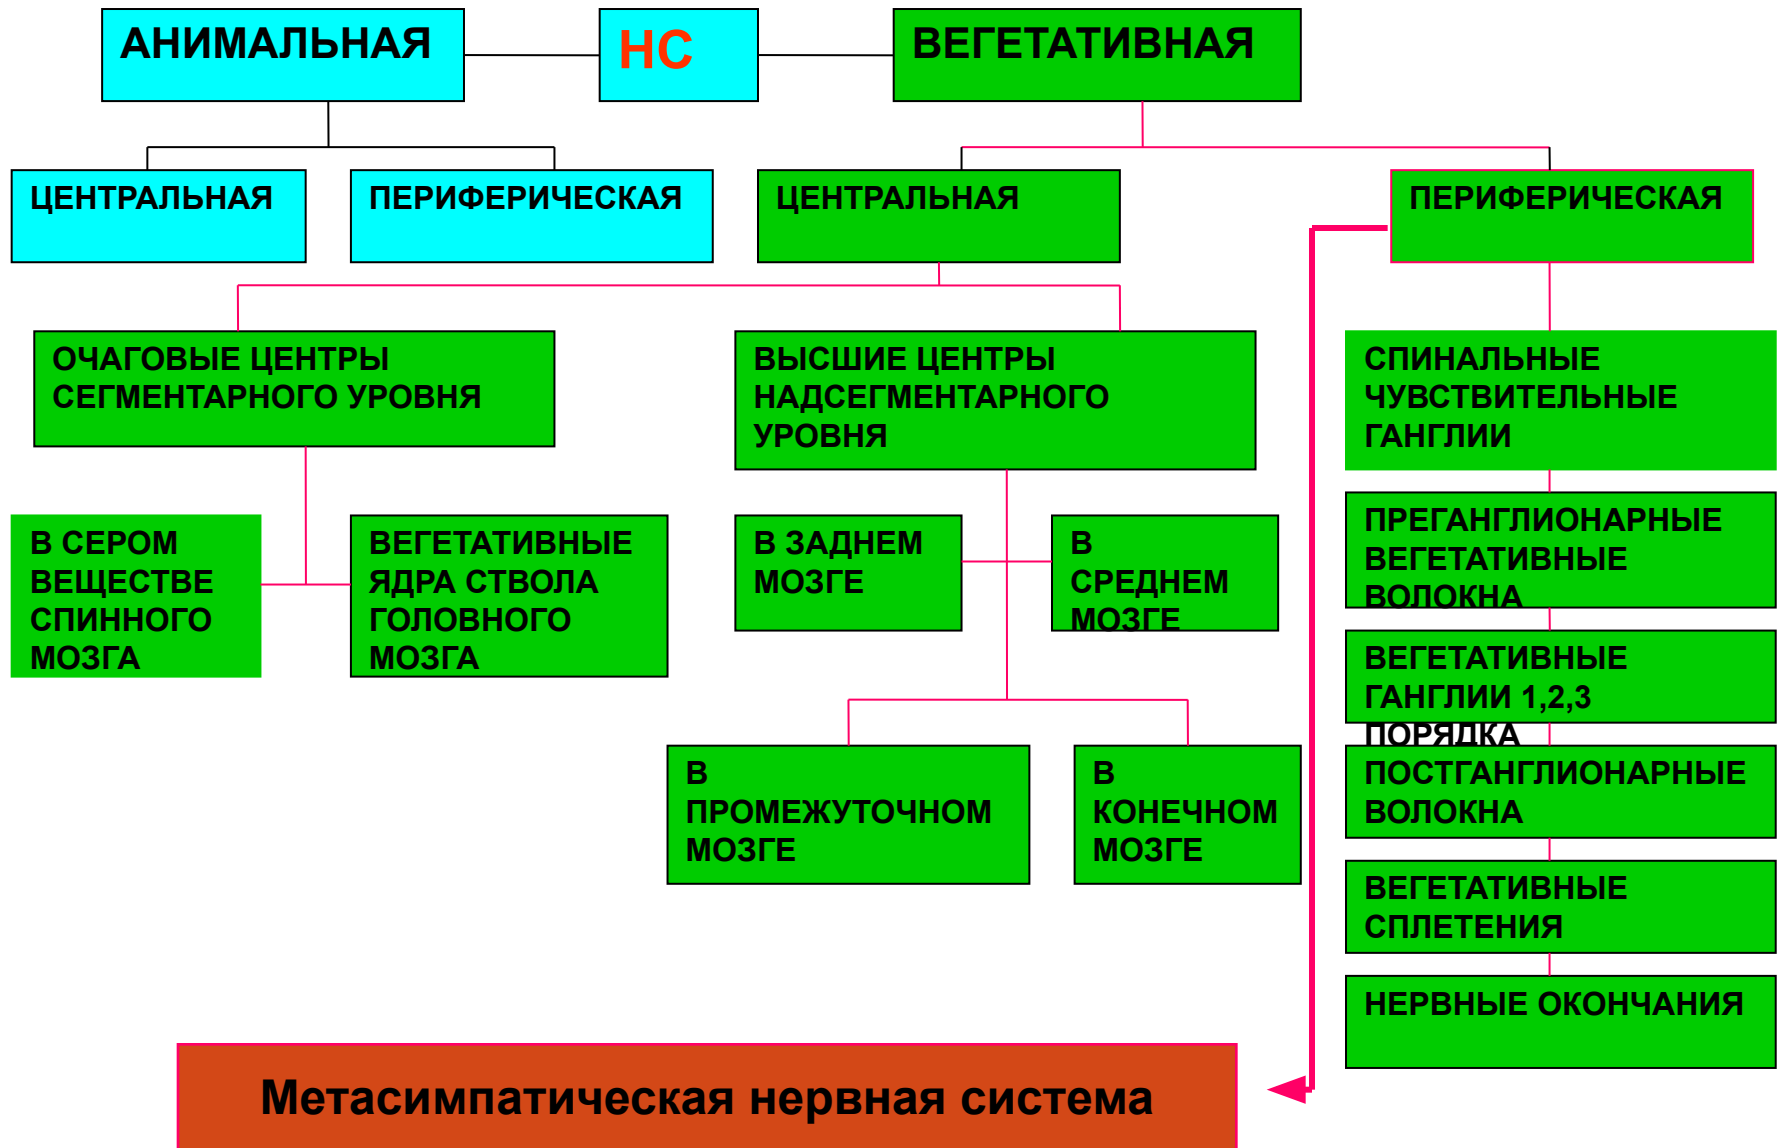 АНИМАЛЬНАЯ
НС
ВЕГЕТАТИВНАЯ
ЦЕНТРАЛЬНАЯ
ПЕРИФЕРИЧЕСКАЯ
ЦЕНТРАЛЬНАЯ
ПЕРИФЕРИЧЕСКАЯ
ОЧАГОВЫЕ ЦЕНТРЫ
СЕГМЕНТАРНОГО УРОВНЯ
ВЫСШИЕ ЦЕНТРЫ
НАДСЕГМЕНТАРНОГО
УРОВНЯ
СПИНАЛЬНЫЕ
ЧУВСТВИТЕЛЬНЫЕ
ГАНГЛИИ
В СЕРОМ
ВЕЩЕСТВЕ
СПИННОГО
МОЗГА
ВЕГЕТАТИВНЫЕ
ЯДРА СТВОЛА
ГОЛОВНОГО
МОЗГА
В ЗАДНЕМ
МОЗГЕ
В
СРЕДНЕМ
МОЗГЕ
ПРЕГАНГЛИОНАРНЫЕ
ВЕГЕТАТИВНЫЕ
ВОЛОКНА
ВЕГЕТАТИВНЫЕ
ГАНГЛИИ 1,2,3
ПОРЯДКА
В
ПРОМЕЖУТОЧНОМ
МОЗГЕ
В
КОНЕЧНОМ
МОЗГЕ
ПОСТГАНГЛИОНАРНЫЕ
ВОЛОКНА
ВЕГЕТАТИВНЫЕ
СПЛЕТЕНИЯ
НЕРВНЫЕ ОКОНЧАНИЯ
Метасимпатическая нервная система